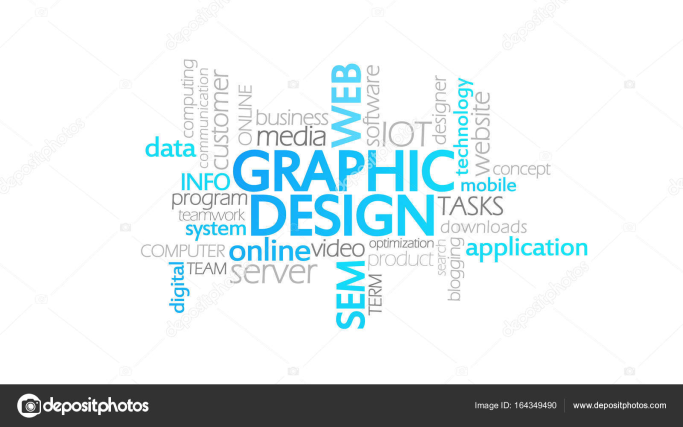 computing
communication
customer
ONLINE
business
media
WEB
software
IOT
designer
technology
website
concept
data
INFO
GRAPHIC
DESIGN
mobile
program
teamwork
system
TASKS
downloads
COMPUTER
online
video
optimization
product
search
blogging
application
digital
TEAM
server
SEM
TERM
depositphotos
Image ID: 164349490 www.depositphotos.com